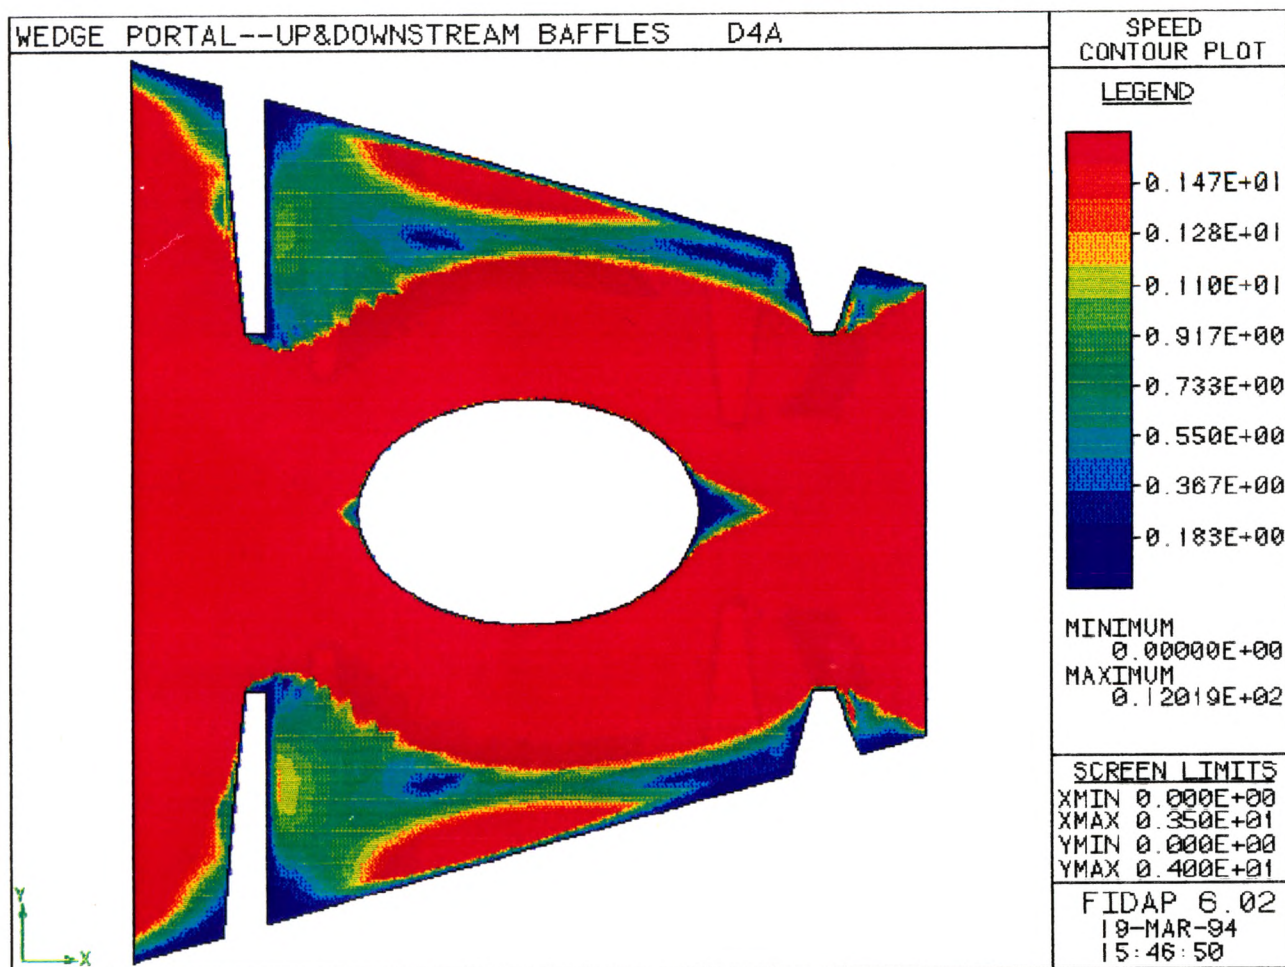 WEDGE PORTAL--UP&DOWNSTREAM BAFFLES D4A
SPEED
CONTOUR PLOT
LEGEND
0.147E+01
0.128E+01
0.110E+01
0.917E+00
0.733E+00
0.550E+00
0.367E+00
0.183E+00
MINIMUM
0.00000E+00
MAXIMUM
0.12019E+02
SCREEN LIMITS
XMIN 0.000E+00
XMAX 0.350E+01
YMIN 0.000E+00
YMAX 0.400E+01
FIDAP 6.02
19-MAR-94
15:46:50
Y
X